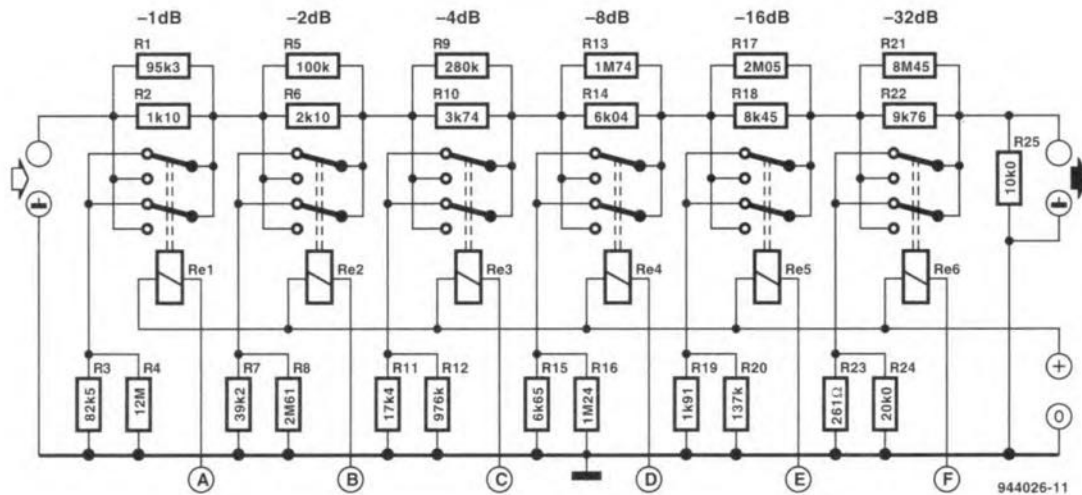 –1dB –2dB –4dB –8dB –16dB –32dB
R1 R5 R9 R13 R17 R21
95k3 100k 280k 1M74 2M05 8M45
R2 R6 R10 R14 R18 R22
1k10 2k10 3k74 6k04 8k45 9k76
R25
10k0
Re1 Re2 Re3 Re4 Re5 Re6
R3 R4 R7 R8 R11 R12 R15 R16 R19 R20 R23 R24
82k5 12M 39k2 2M61 17k4 976k 6k65 1M24 1k91 137k 261Ω 20k0
+
0
A B C D E F
944026-11